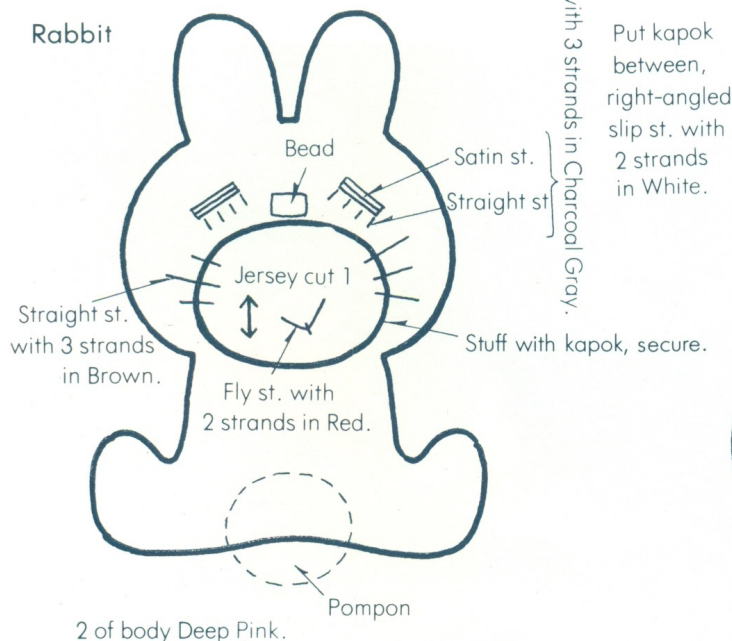 Rabbit
Put kapok
between,
right-angled
slip st. with
2 strands
in White.
with 3 strands in Charcoal Gray.
Bead
Satin st.
Straight st
Jersey cut 1
Straight st.
with 3 strands
in Brown.
Stuff with kapok, secure.
Fly st. with
2 strands in Red.
Pompon
2 of body Deep Pink.